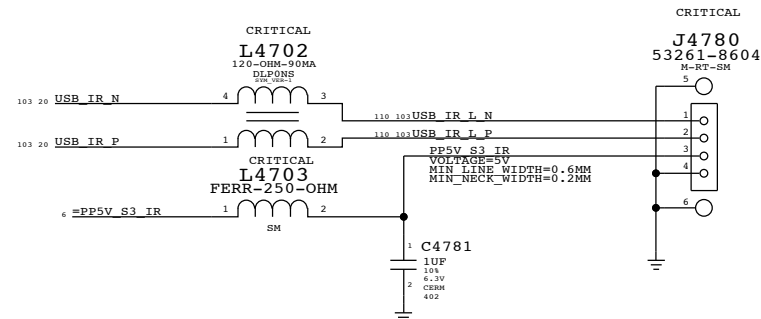 CRITICAL
L4702
120-OHM-90MA
DLP0NS
SYM_VER-1
4 3
103 20 USB_IR_N
110 103 USB_IR_L_N
103 20 USB_IR_P
1 2
110 103 USB_IR_L_P
CRITICAL
L4703
FERR-250-OHM
6 =PP5V_S3_IR
1 2
SM
PP5V_S3_IR
VOLTAGE=5V
MIN_LINE_WIDTH=0.6MM
MIN_NECK_WIDTH=0.2MM
1
C4781
1UF
10%
6.3V
2
CERM
402
CRITICAL
J4780
53261-8604
M-RT-SM
5
1
2
3
4
6